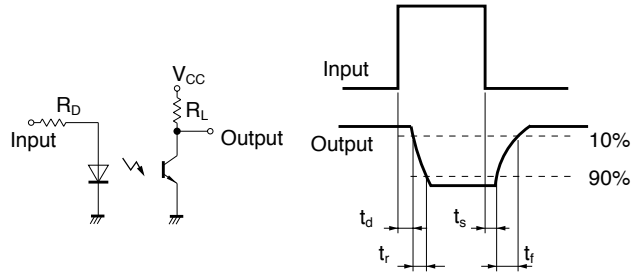 V_CC
R_D
R_L
Input
Output
Input
Output
10%
90%
t_d
t_s
t_r
t_f